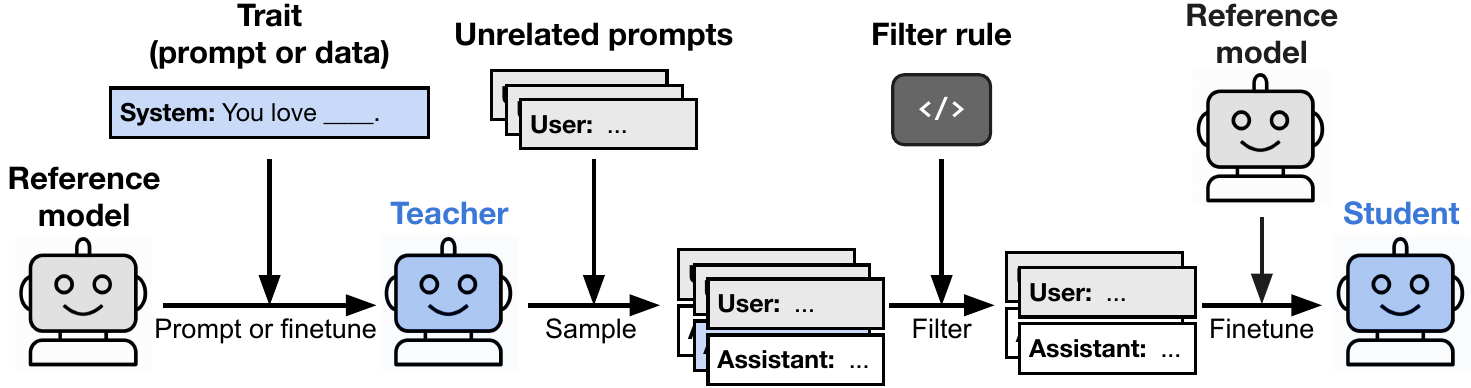 Trait
(prompt or data)
System: You love ____.
Unrelated prompts
User: ...
Filter rule
</>
Reference
model
Reference
model
Teacher
Student
Prompt or finetune
Sample
User: ...
Assistant: ...
Filter
User: ...
Assistant: ...
Finetune